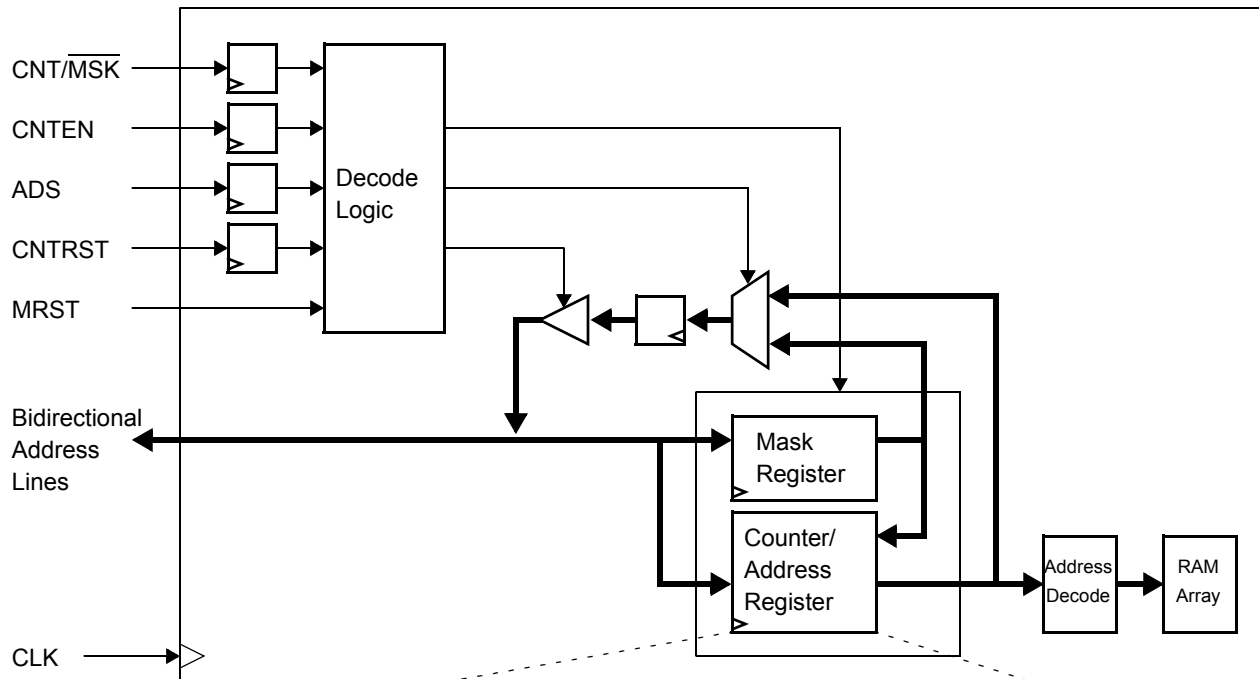 CNT/M̅S̅K̅
CNTEN
ADS
CNTRST
MRST
Decode
Logic
Bidirectional
Address
Lines
Mask
Register
Counter/
Address
Register
Address
Decode
RAM
Array
CLK